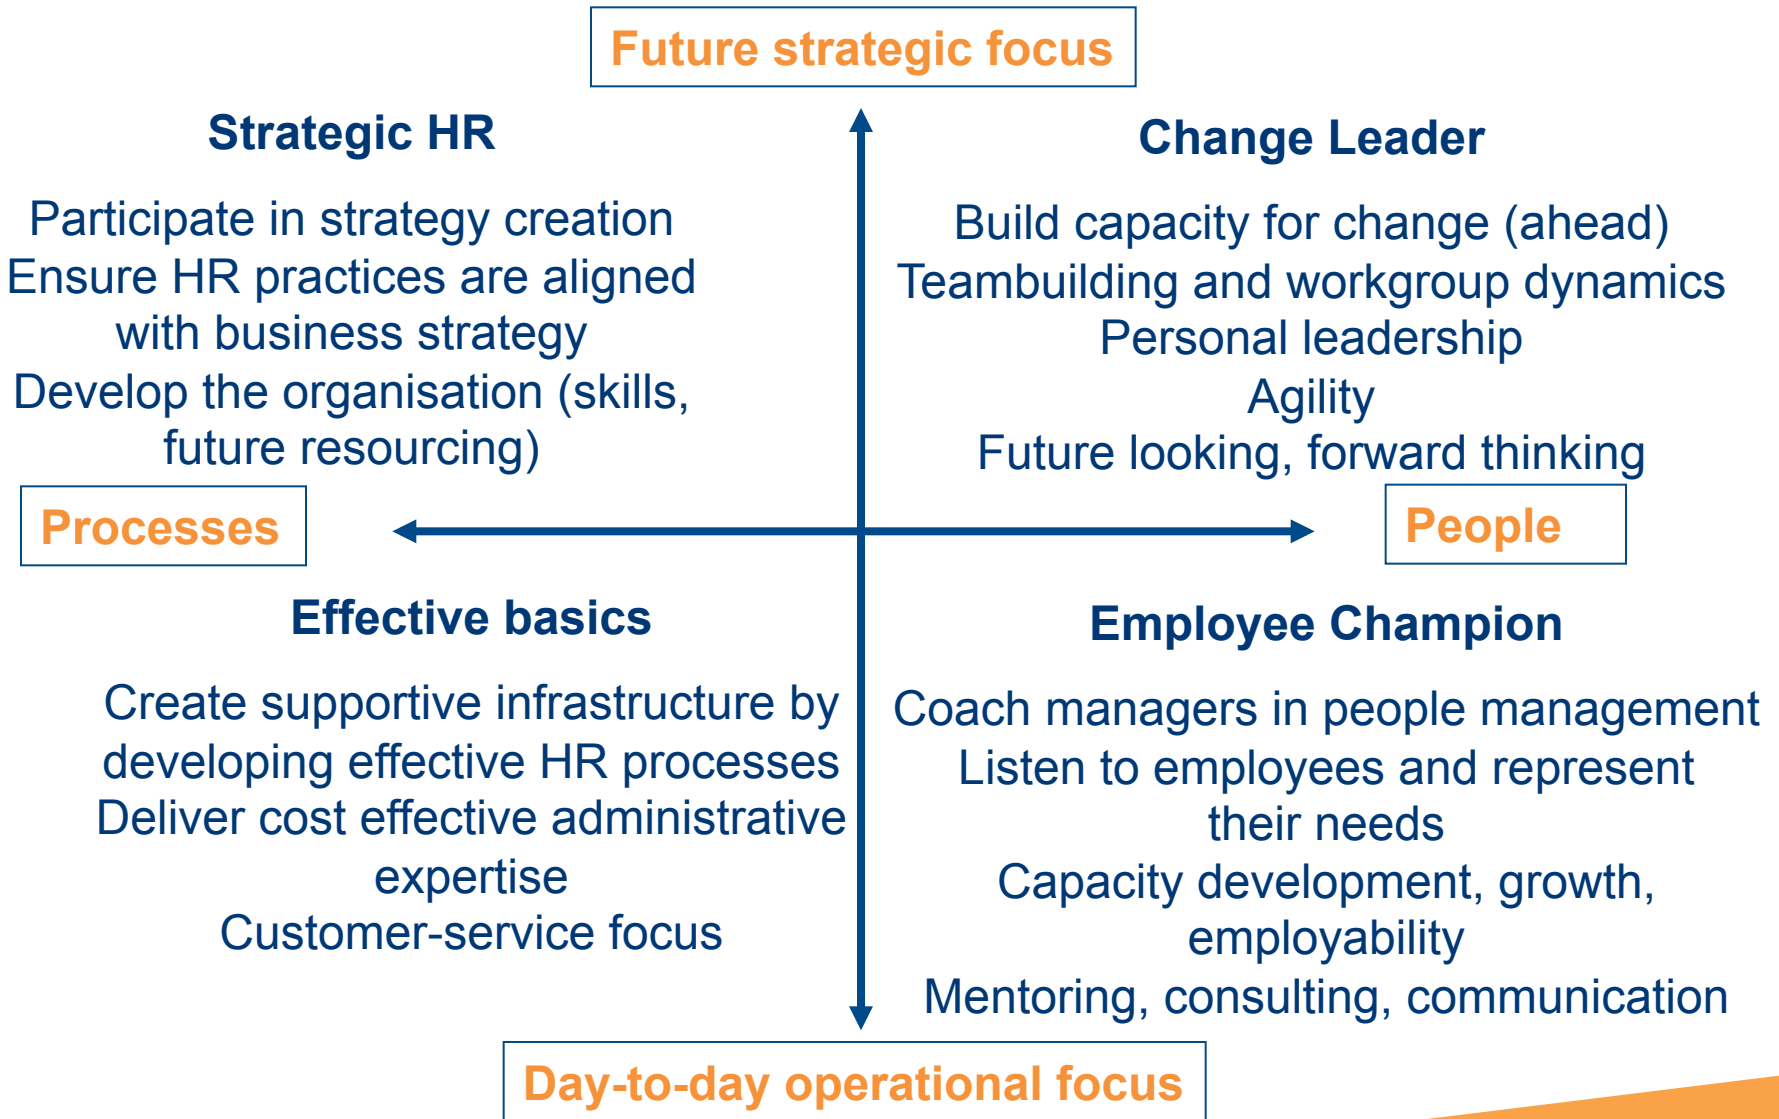 Future strategic focus
Strategic HR
Participate in strategy creation
Ensure HR practices are aligned
with business strategy
Develop the organisation (skills,
future resourcing)
Change Leader
Build capacity for change (ahead)
Teambuilding and workgroup dynamics
Personal leadership
Agility
Future looking, forward thinking
Processes
People
Effective basics
Create supportive infrastructure by
developing effective HR processes
Deliver cost effective administrative
expertise
Customer-service focus
Employee Champion
Coach managers in people management
Listen to employees and represent
their needs
Capacity development, growth,
employability
Mentoring, consulting, communication
Day-to-day operational focus